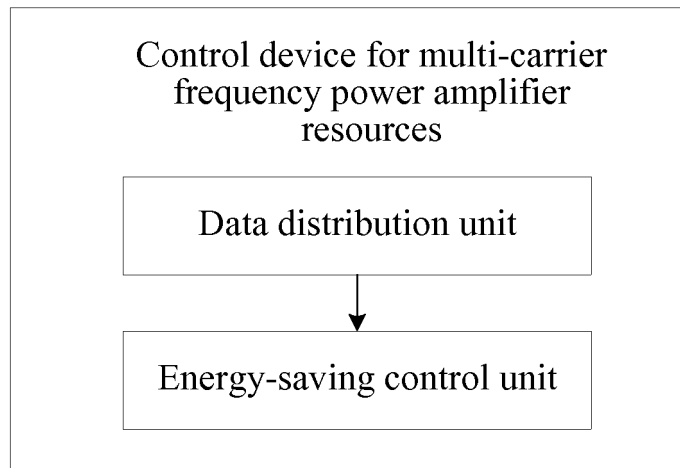 Control device for multi-carrier
frequency power amplifier
resources
Data distribution unit
Energy-saving control unit